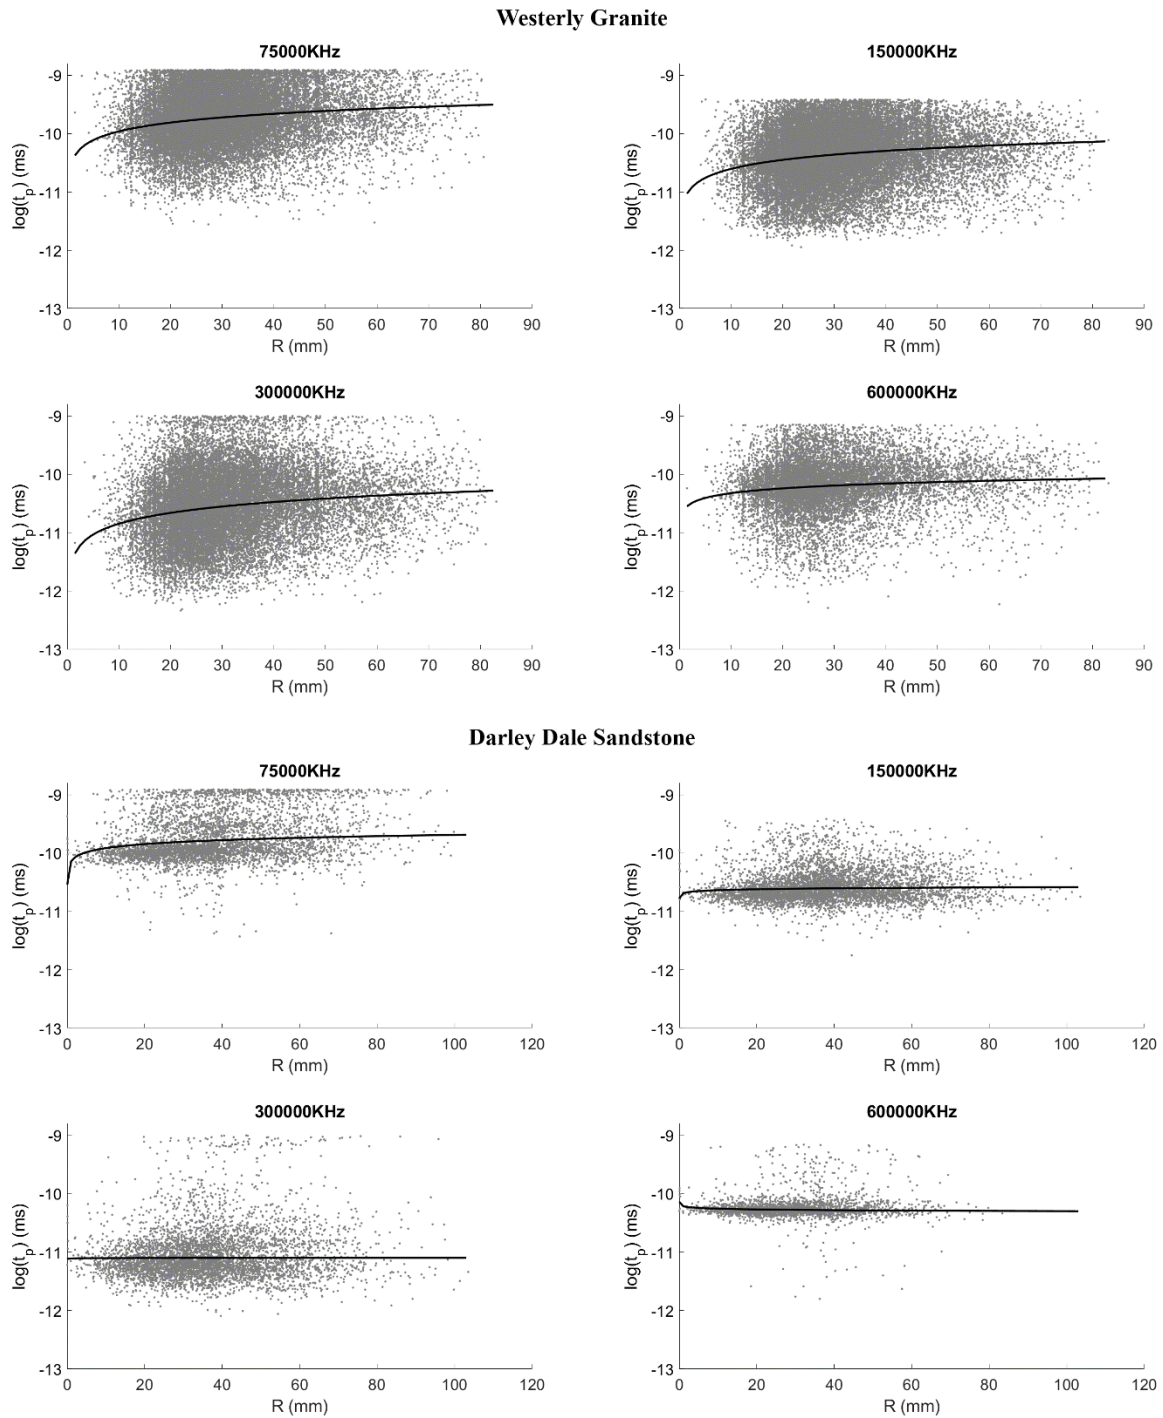 Westerly Granite
75000KHz
-9
-10
-11
-12
-13
log(t_p) (ms)
0 10 20 30 40 50 60 70 80 90
R (mm)
150000KHz
-9
-10
-11
-12
-13
log(t_p) (ms)
0 10 20 30 40 50 60 70 80 90
R (mm)
300000KHz
-9
-10
-11
-12
-13
log(t_p) (ms)
0 10 20 30 40 50 60 70 80 90
R (mm)
600000KHz
-9
-10
-11
-12
-13
log(t_p) (ms)
0 10 20 30 40 50 60 70 80 90
R (mm)
Darley Dale Sandstone
75000KHz
-9
-10
-11
-12
-13
log(t_p) (ms)
0 20 40 60 80 100 120
R (mm)
150000KHz
-9
-10
-11
-12
-13
log(t_p) (ms)
0 20 40 60 80 100 120
R (mm)
300000KHz
-9
-10
-11
-12
-13
log(t_p) (ms)
0 20 40 60 80 100 120
R (mm)
600000KHz
-9
-10
-11
-12
-13
log(t_p) (ms)
0 20 40 60 80 100 120
R (mm)